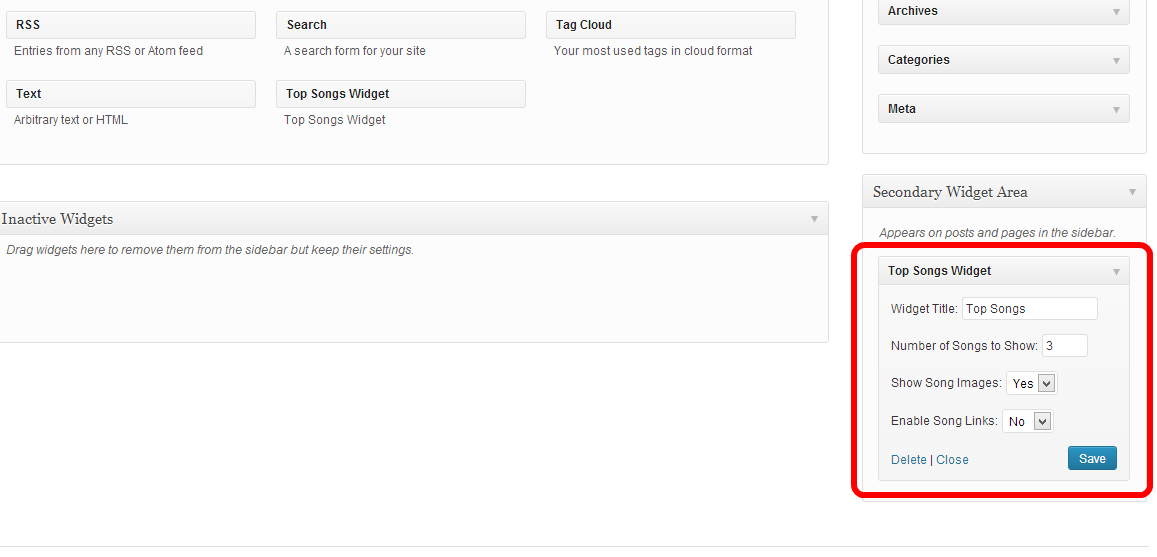 RSS
Search
Tag Cloud
Entries from any RSS or Atom feed
A search form for your site
Your most used tags in cloud format
Text
Top Songs Widget
Arbitrary text or HTML
Top Songs Widget
Inactive Widgets
Drag widgets here to remove them from the sidebar but keep their settings.
Archives
Categories
Meta
Secondary Widget Area
Appears on posts and pages in the sidebar.
Top Songs Widget
Widget Title: Top Songs
Number of Songs to Show: 3
Show Song Images: Yes
Enable Song Links: No
Delete | Close
Save